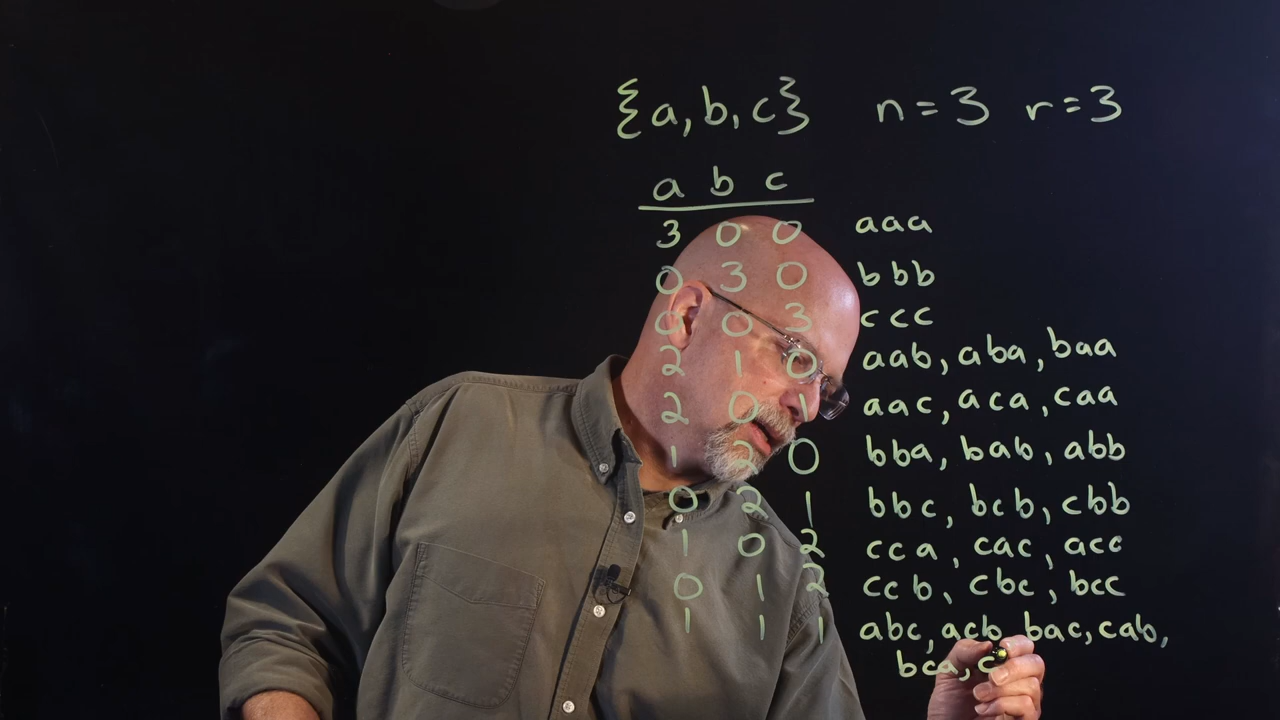 {a, b, c} n = 3 r = 3
a b c
3 0 0 aaa
0 3 0 bbb
0 0 3 ccc
2 1 0 aab, aba, baa
2 0 1 aac, aca, caa
1 2 0 bba, bab, abb
0 2 1 bbc, bcb, cbb
1 0 2 cca, cac, acc
0 1 2 ccb, cbc, bcc
1 1 1 abc, acb, bac, cab,
bca, c